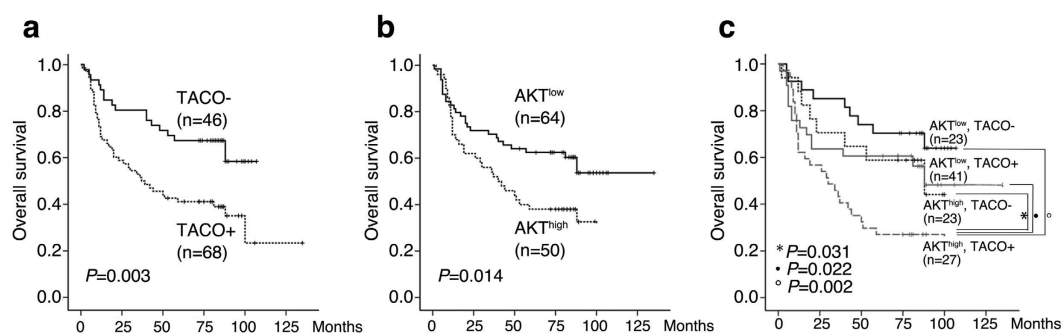 a
Overall survival
1.0
0.8
0.6
0.4
0.2
0.0
TACO-
(n=46)
TACO+
(n=68)
P=0.003
0 25 50 75 100 125 Months
b
Overall survival
1.0
0.8
0.6
0.4
0.2
0.0
AKTlow
(n=64)
AKThigh
(n=50)
P=0.014
0 25 50 75 100 125 Months
c
Overall survival
1.0
0.8
0.6
0.4
0.2
0.0
AKTlow, TACO-
(n=23)
AKTlow, TACO+
(n=41)
AKThigh, TACO-
(n=23)
AKThigh, TACO+
(n=27)
* • °
*P=0.031
• P=0.022
° P=0.002
0 25 50 75 100 125 Months